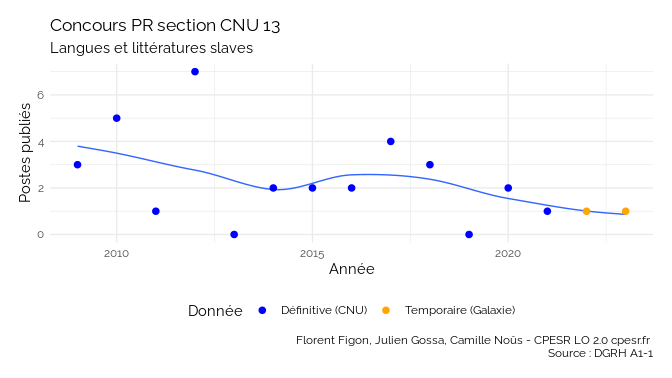 Concours PR section CNU 13
Langues et littératures slaves
Postes publiés
6
4
2
0
2010
2015
2020
Année
Donnée
Définitive (CNU)
Temporaire (Galaxie)
Florent Figon, Julien Gossa, Camille Noûs - CPESR LO 2.0 cpesr.fr
Source : DGRH A1-1